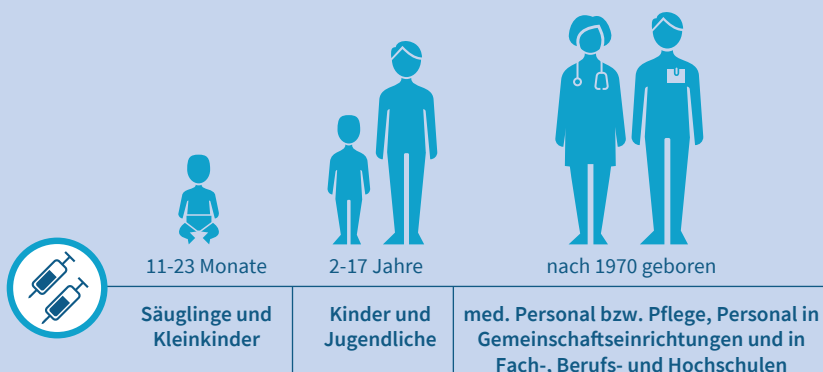 11-23 Monate
2-17 Jahre
nach 1970 geboren
Säuglinge und
Kleinkinder
Kinder und
Jugendliche
med. Personal bzw. Pflege, Personal in
Gemeinschaftseinrichtungen und in
Fach-, Berufs- und Hochschulen